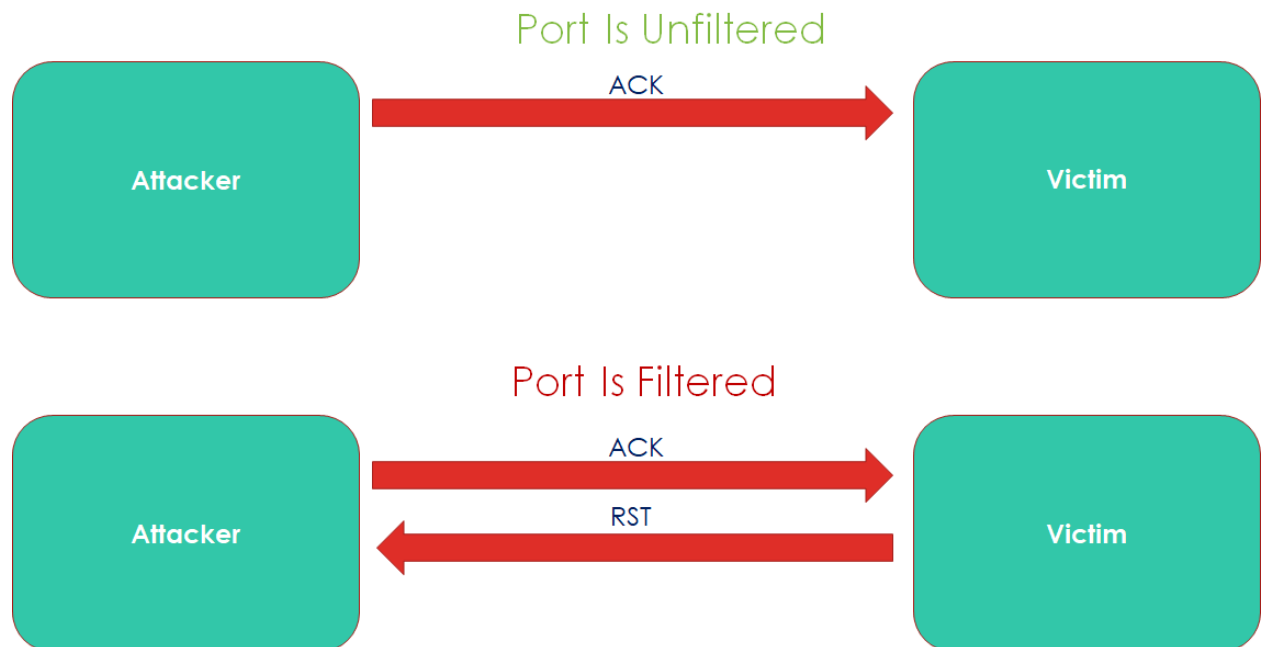 Port Is Unfiltered
ACK
Attacker
Victim
Port Is Filtered
ACK
RST
Attacker
Victim